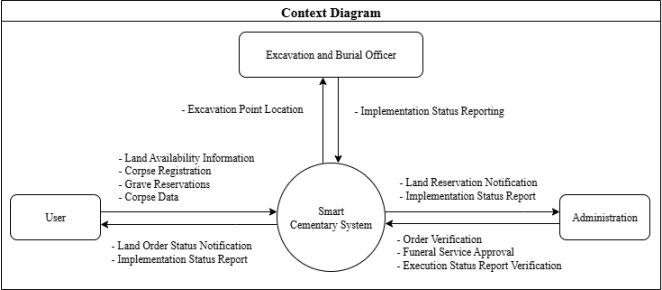 Context Diagram
Excavation and Burial Officer
- Excavation Point Location
- Implementation Status Reporting
- Land Availability Information
- Corpse Registration
- Grave Reservations
- Corpse Data
- Land Reservation Notification
- Implementation Status Report
User
Smart
Cementary System
Administration
- Land Order Status Notification
- Implementation Status Report
- Order Verification
- Funeral Service Approval
- Execution Status Report Verification